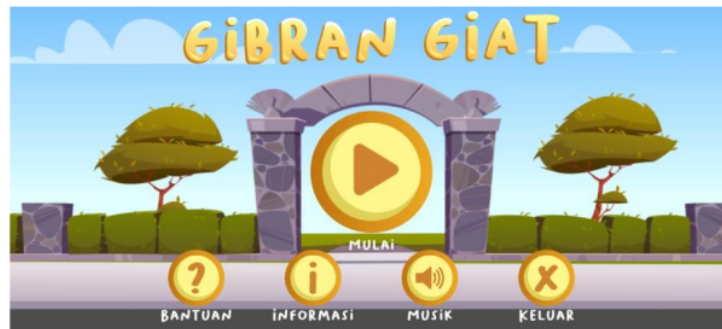 GiBRAN GiAT
MULAi
BANTUAN
iNFORMASi
MUSiK
KELUAR